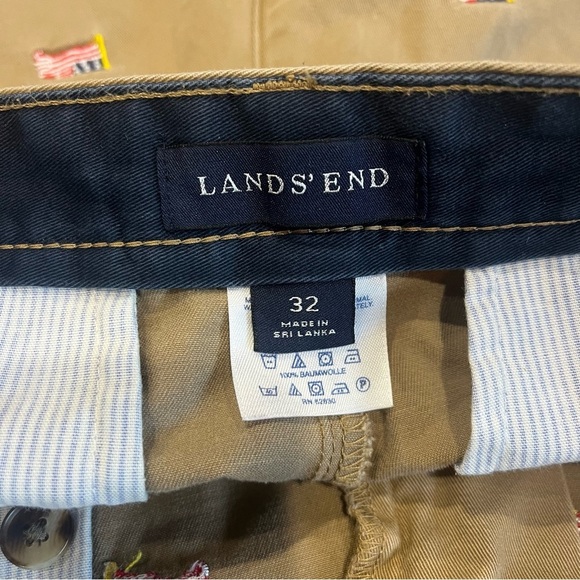 LANDS' END
32
MADE IN
SRI LANKA
100% BAUMWOLLE
RN 62830